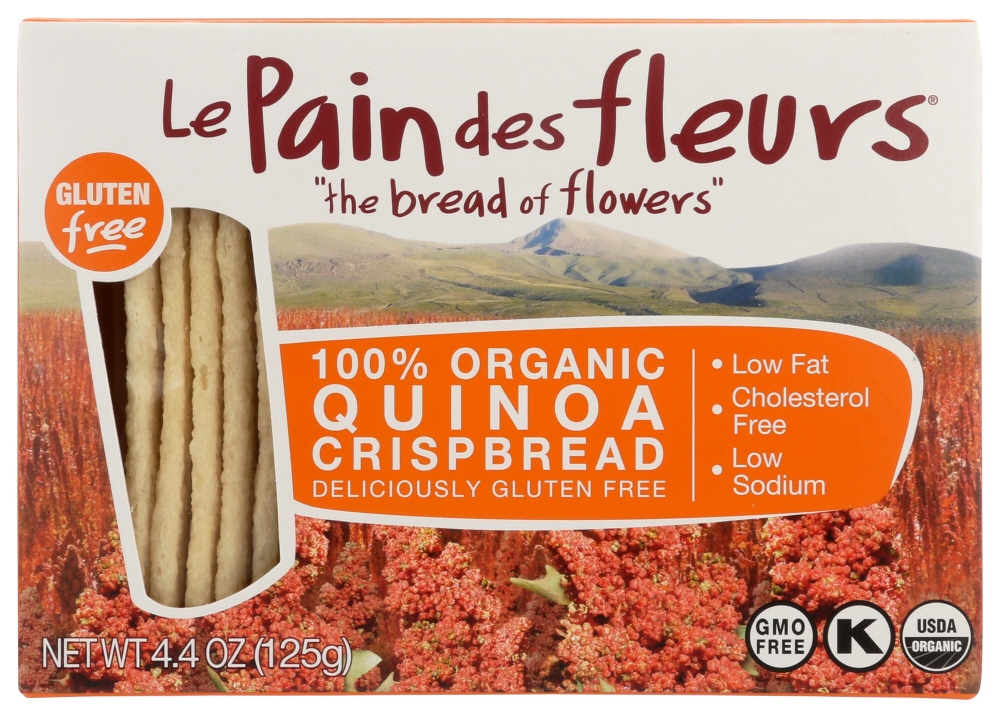 Le Pain des fleurs®
"the bread of flowers"
GLUTEN
free
100% ORGANIC
QUINOA
CRISPBREAD
DELICIOUSLY GLUTEN FREE
• Low Fat
• Cholesterol
Free
• Low
Sodium
NET WT 4.4 OZ (125g)
GMO
FREE
K
USDA
ORGANIC